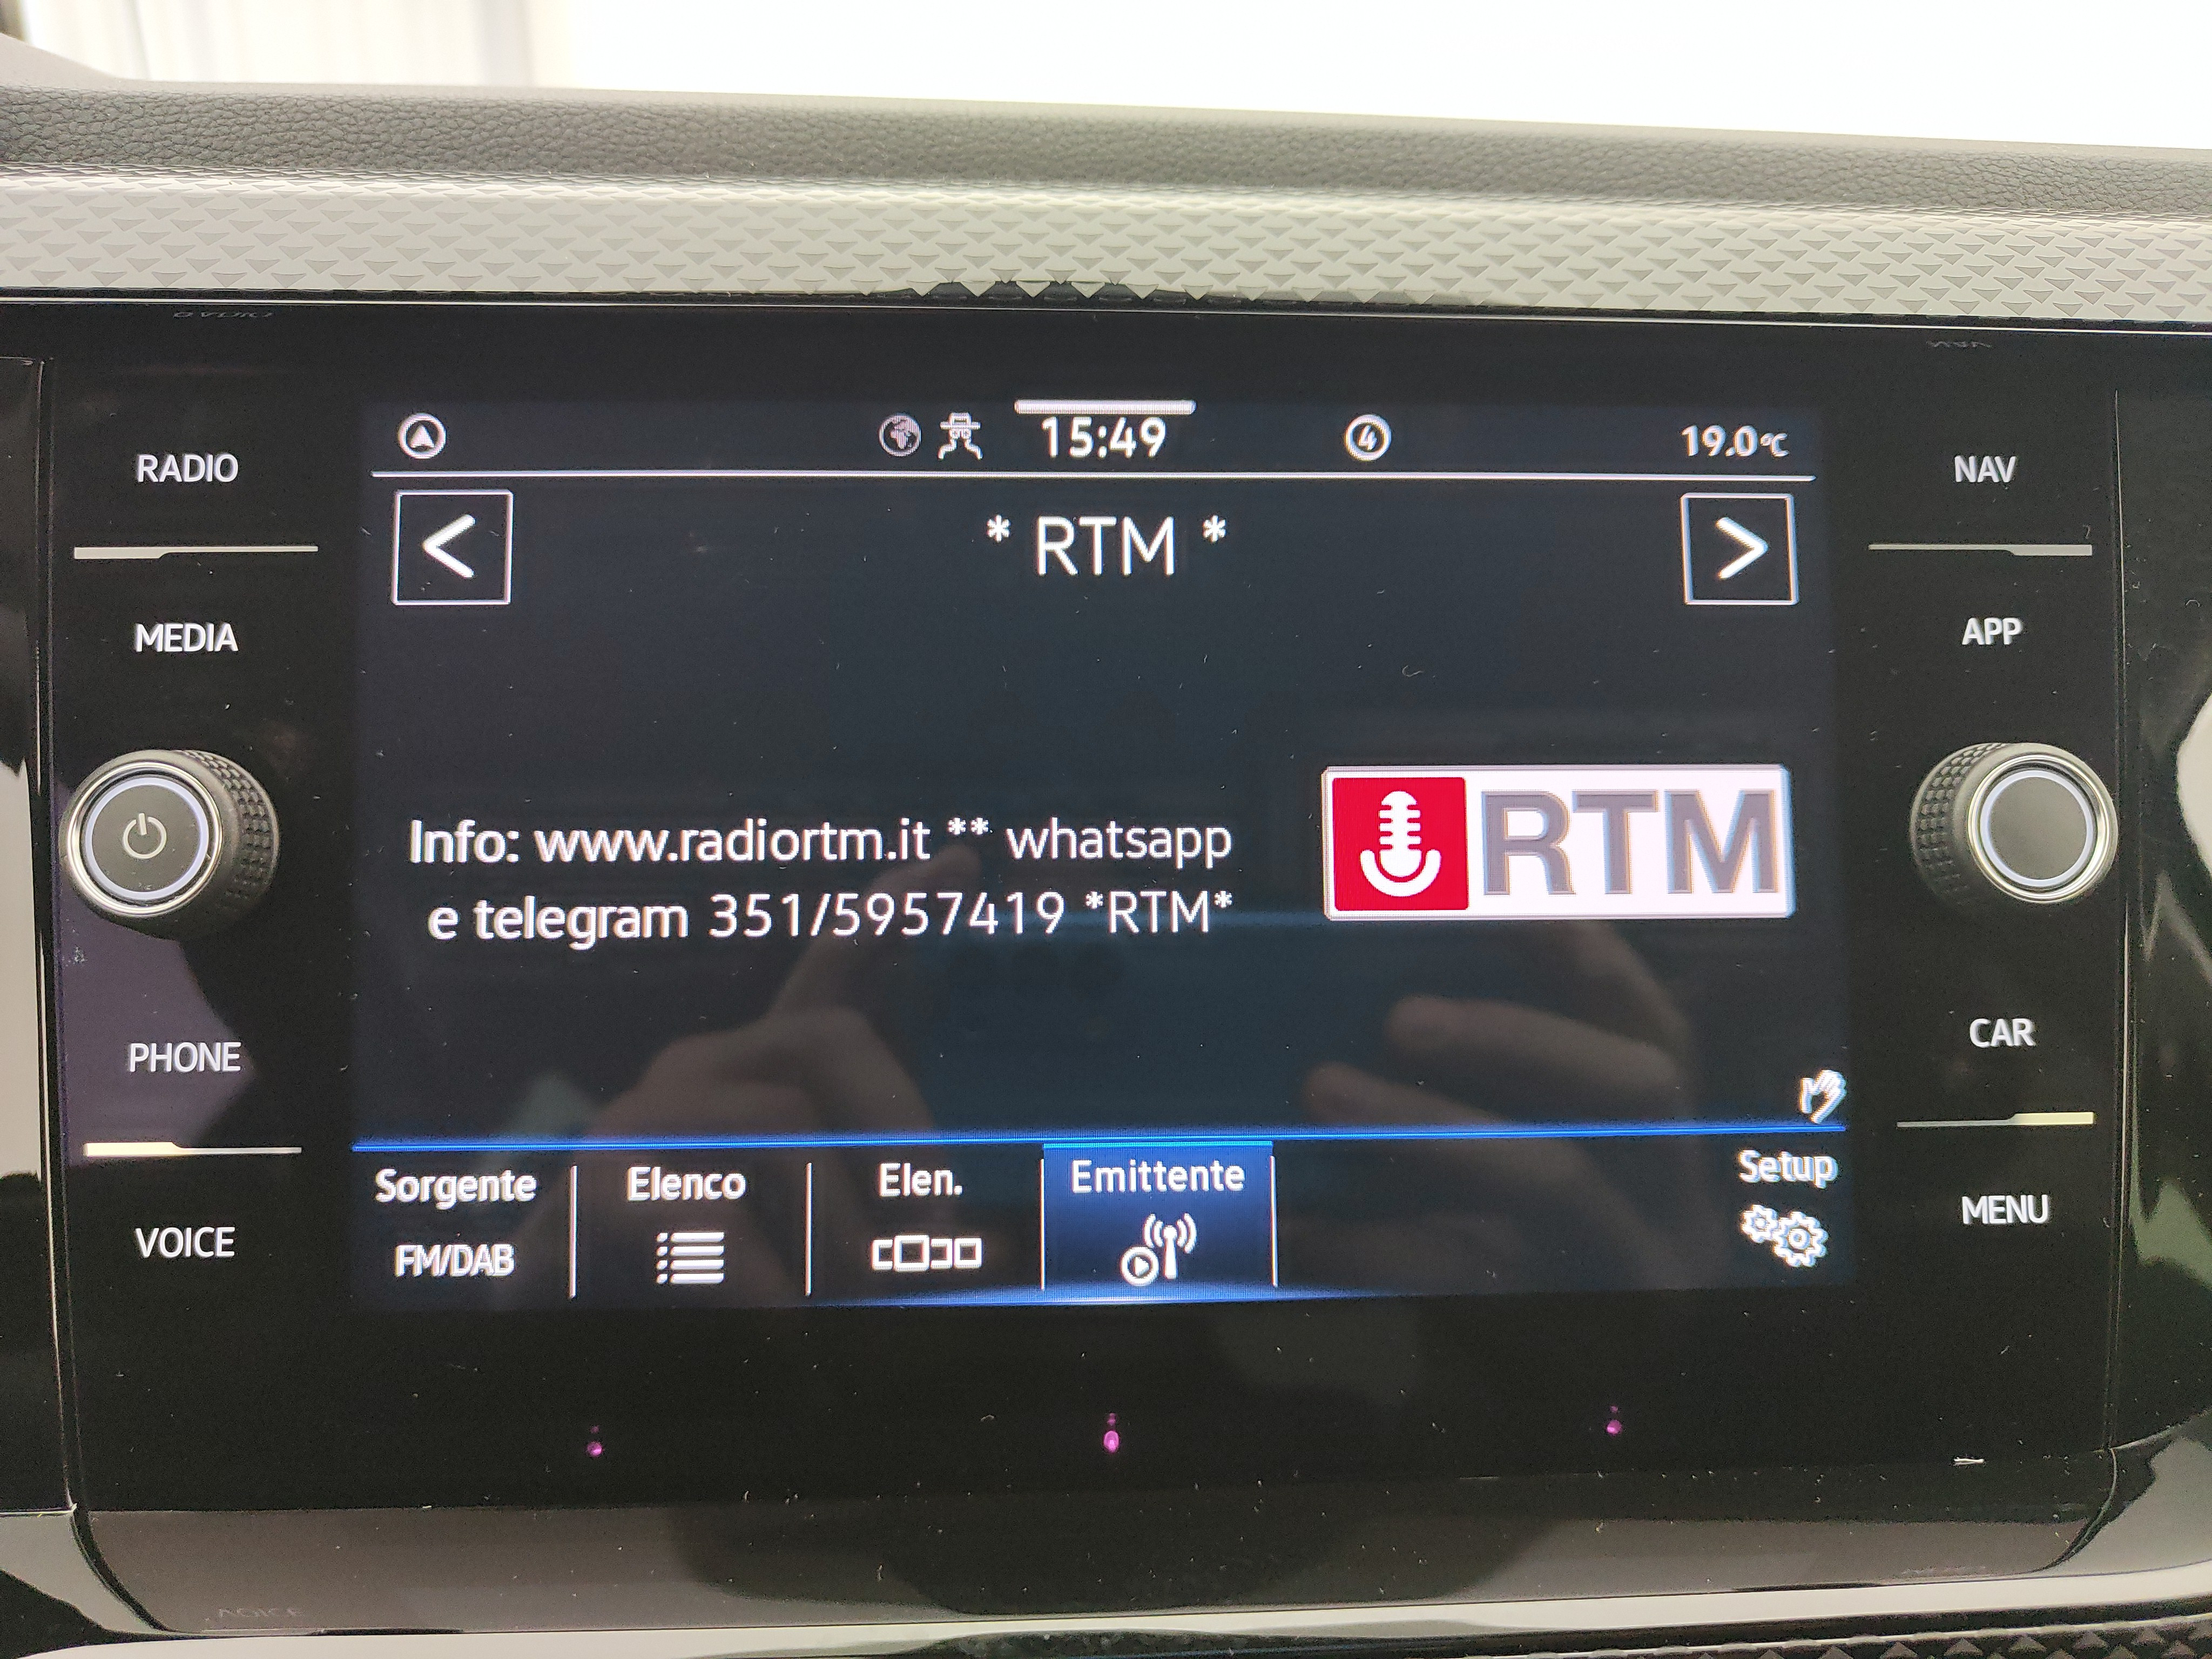 15:49
4
19.0°C
RADIO
NAV
<
* RTM *
>
MEDIA
APP
Info: www.radiortm.it ** whatsapp
e telegram 351/5957419 *RTM*
RTM
PHONE
CAR
Sorgente
Elenco
Elen.
Emittente
Setup
FM/DAB
VOICE
MENU